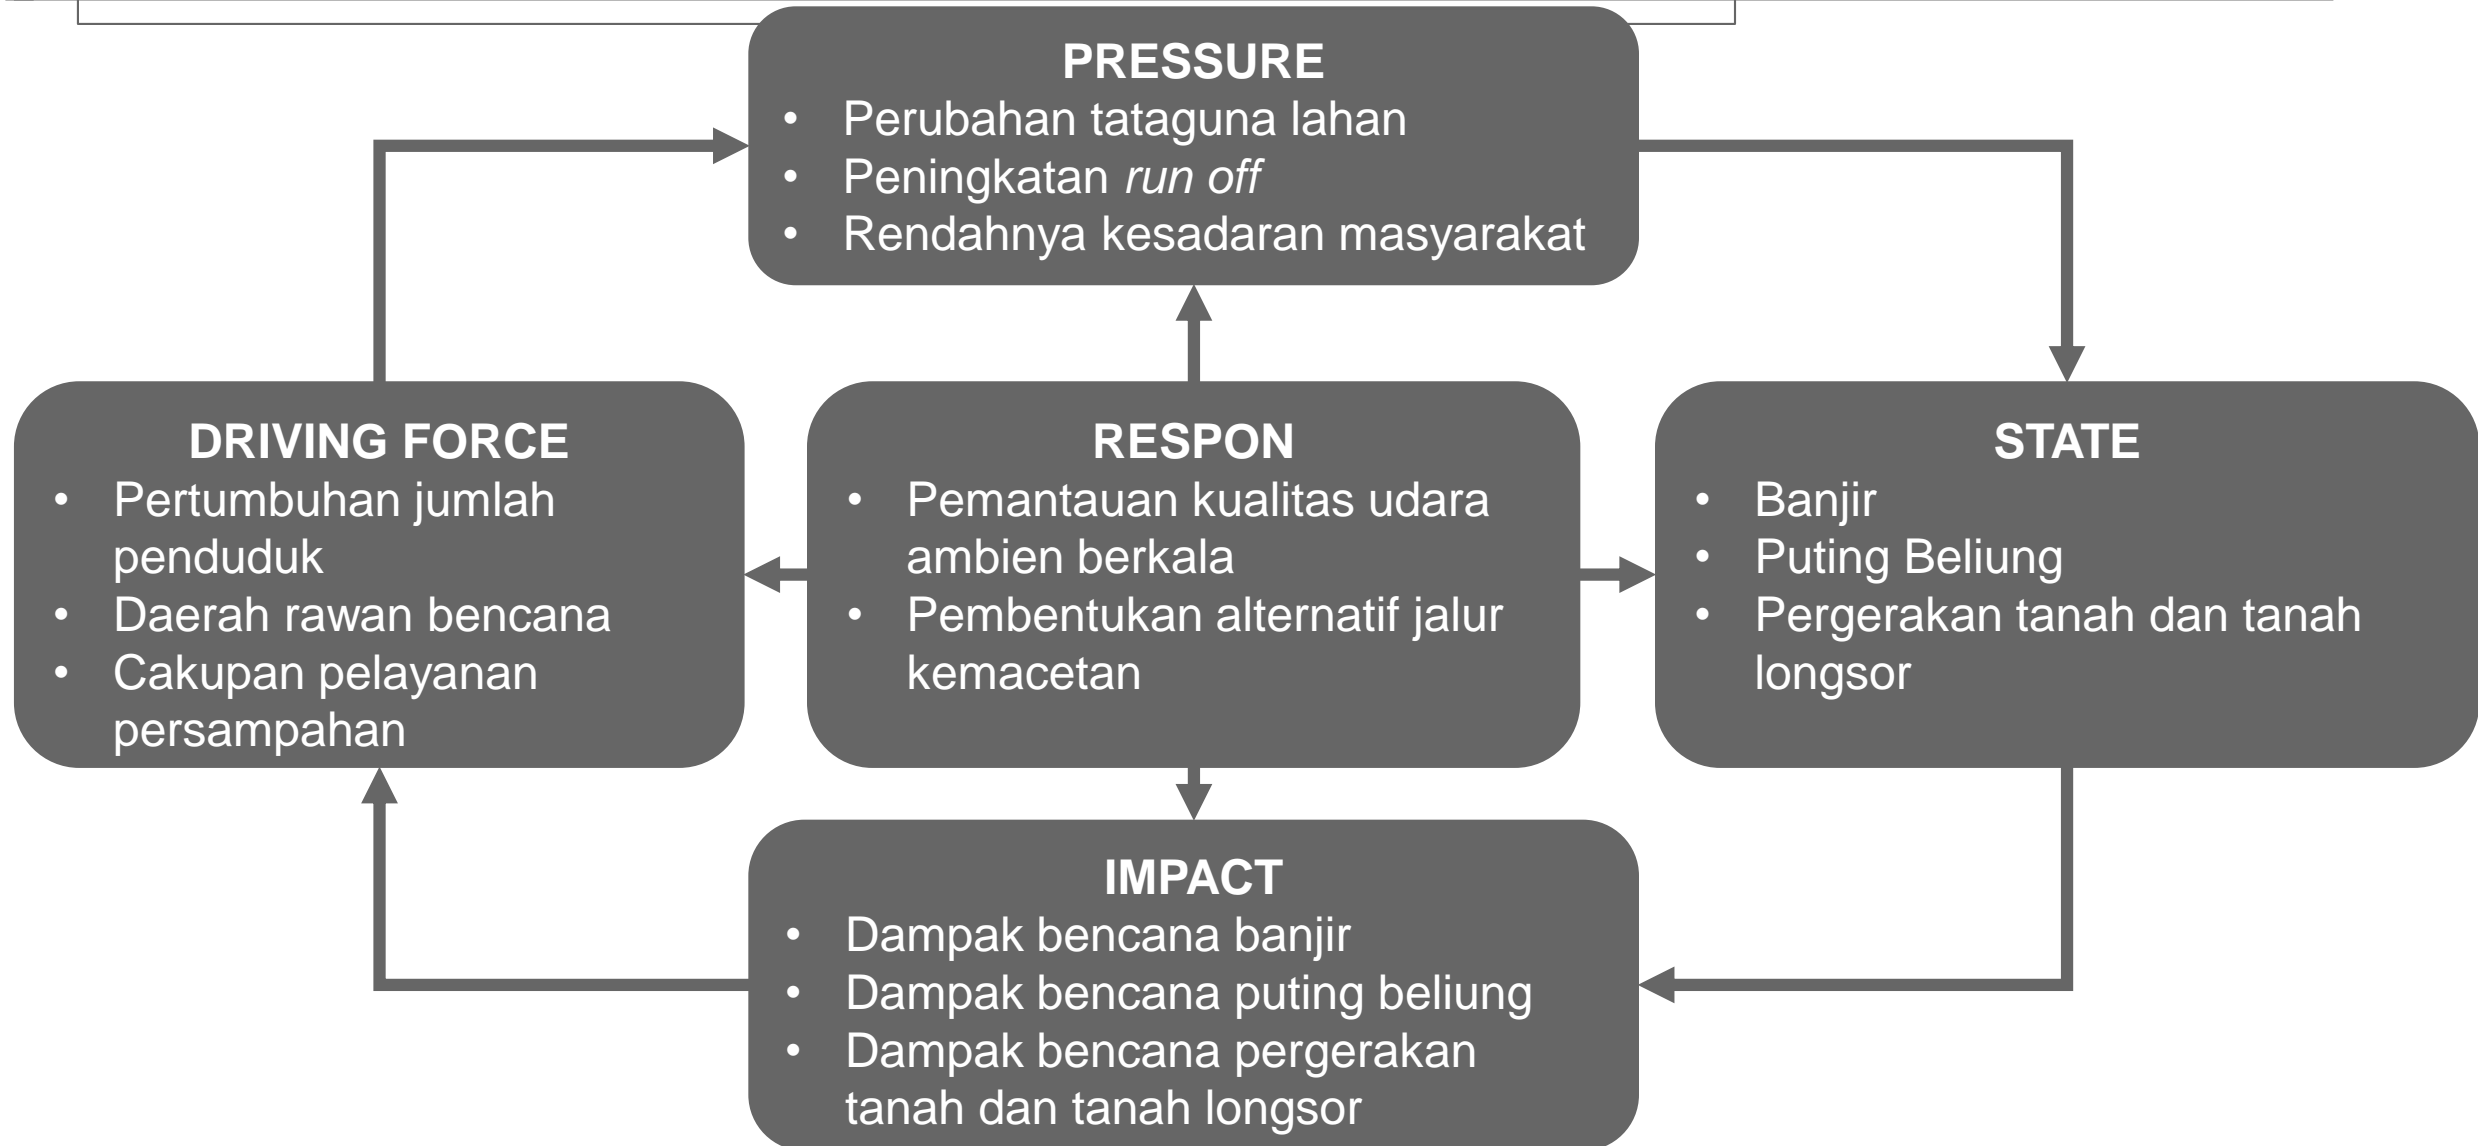 PRESSURE
• Perubahan tataguna lahan
• Peningkatan run off
• Rendahnya kesadaran masyarakat
DRIVING FORCE
• Pertumbuhan jumlah
penduduk
• Daerah rawan bencana
• Cakupan pelayanan
persampahan
RESPON
• Pemantauan kualitas udara
ambien berkala
• Pembentukan alternatif jalur
kemacetan
STATE
• Banjir
• Puting Beliung
• Pergerakan tanah dan tanah
longsor
IMPACT
• Dampak bencana banjir
• Dampak bencana puting beliung
• Dampak bencana pergerakan
tanah dan tanah longsor